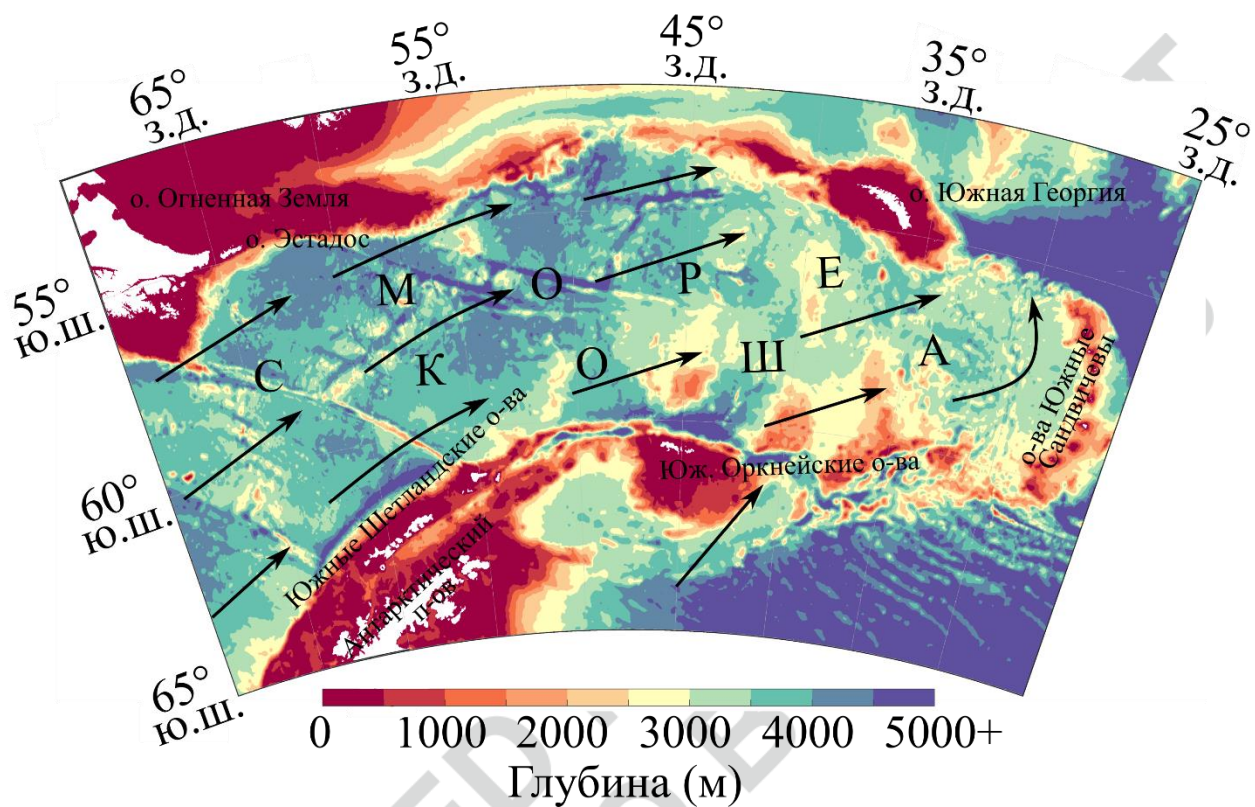 65°
з.д.
55°
з.д.
45°
з.д.
35°
з.д.
25°
з.д.
о. Огненная Земля
о. Эстадос
о. Южная Георгия
55°
ю.ш.
М О Р Е
С К О Ш А
о-ва Южные
Сандвичевы
60°
ю.ш.
Южные Шетландские о-ва
Юж. Оркнейские о-ва
Антарктический
п-ов.
65°
ю.ш.
0 1000 2000 3000 4000 5000+
Глубина (м)